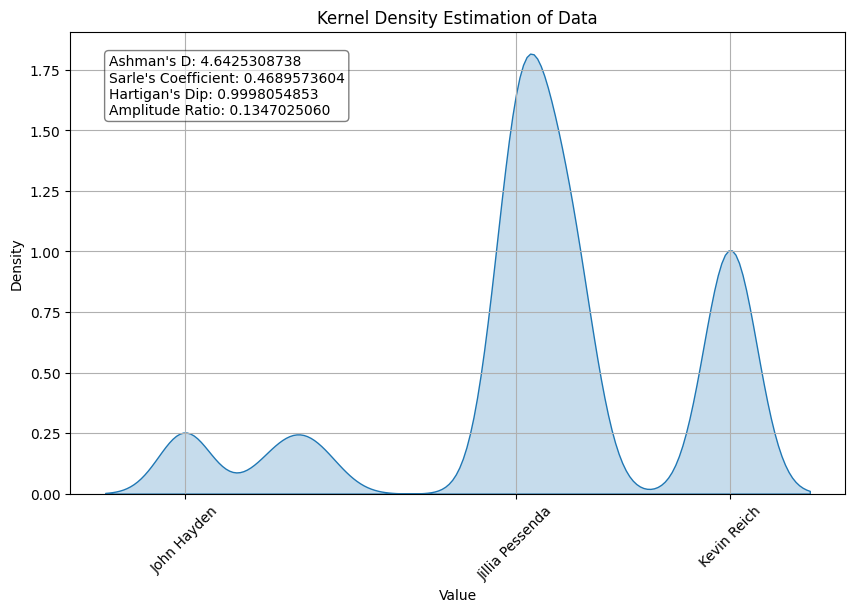 Kernel Density Estimation of Data
Ashman's D: 4.6425308738
Sarle's Coefficient: 0.4689573604
Hartigan's Dip: 0.9998054853
Amplitude Ratio: 0.1347025060
Density
1.75
1.50
1.25
1.00
0.75
0.50
0.25
0.00
John Hayden
Jillia Pessenda
Kevin Reich
Value